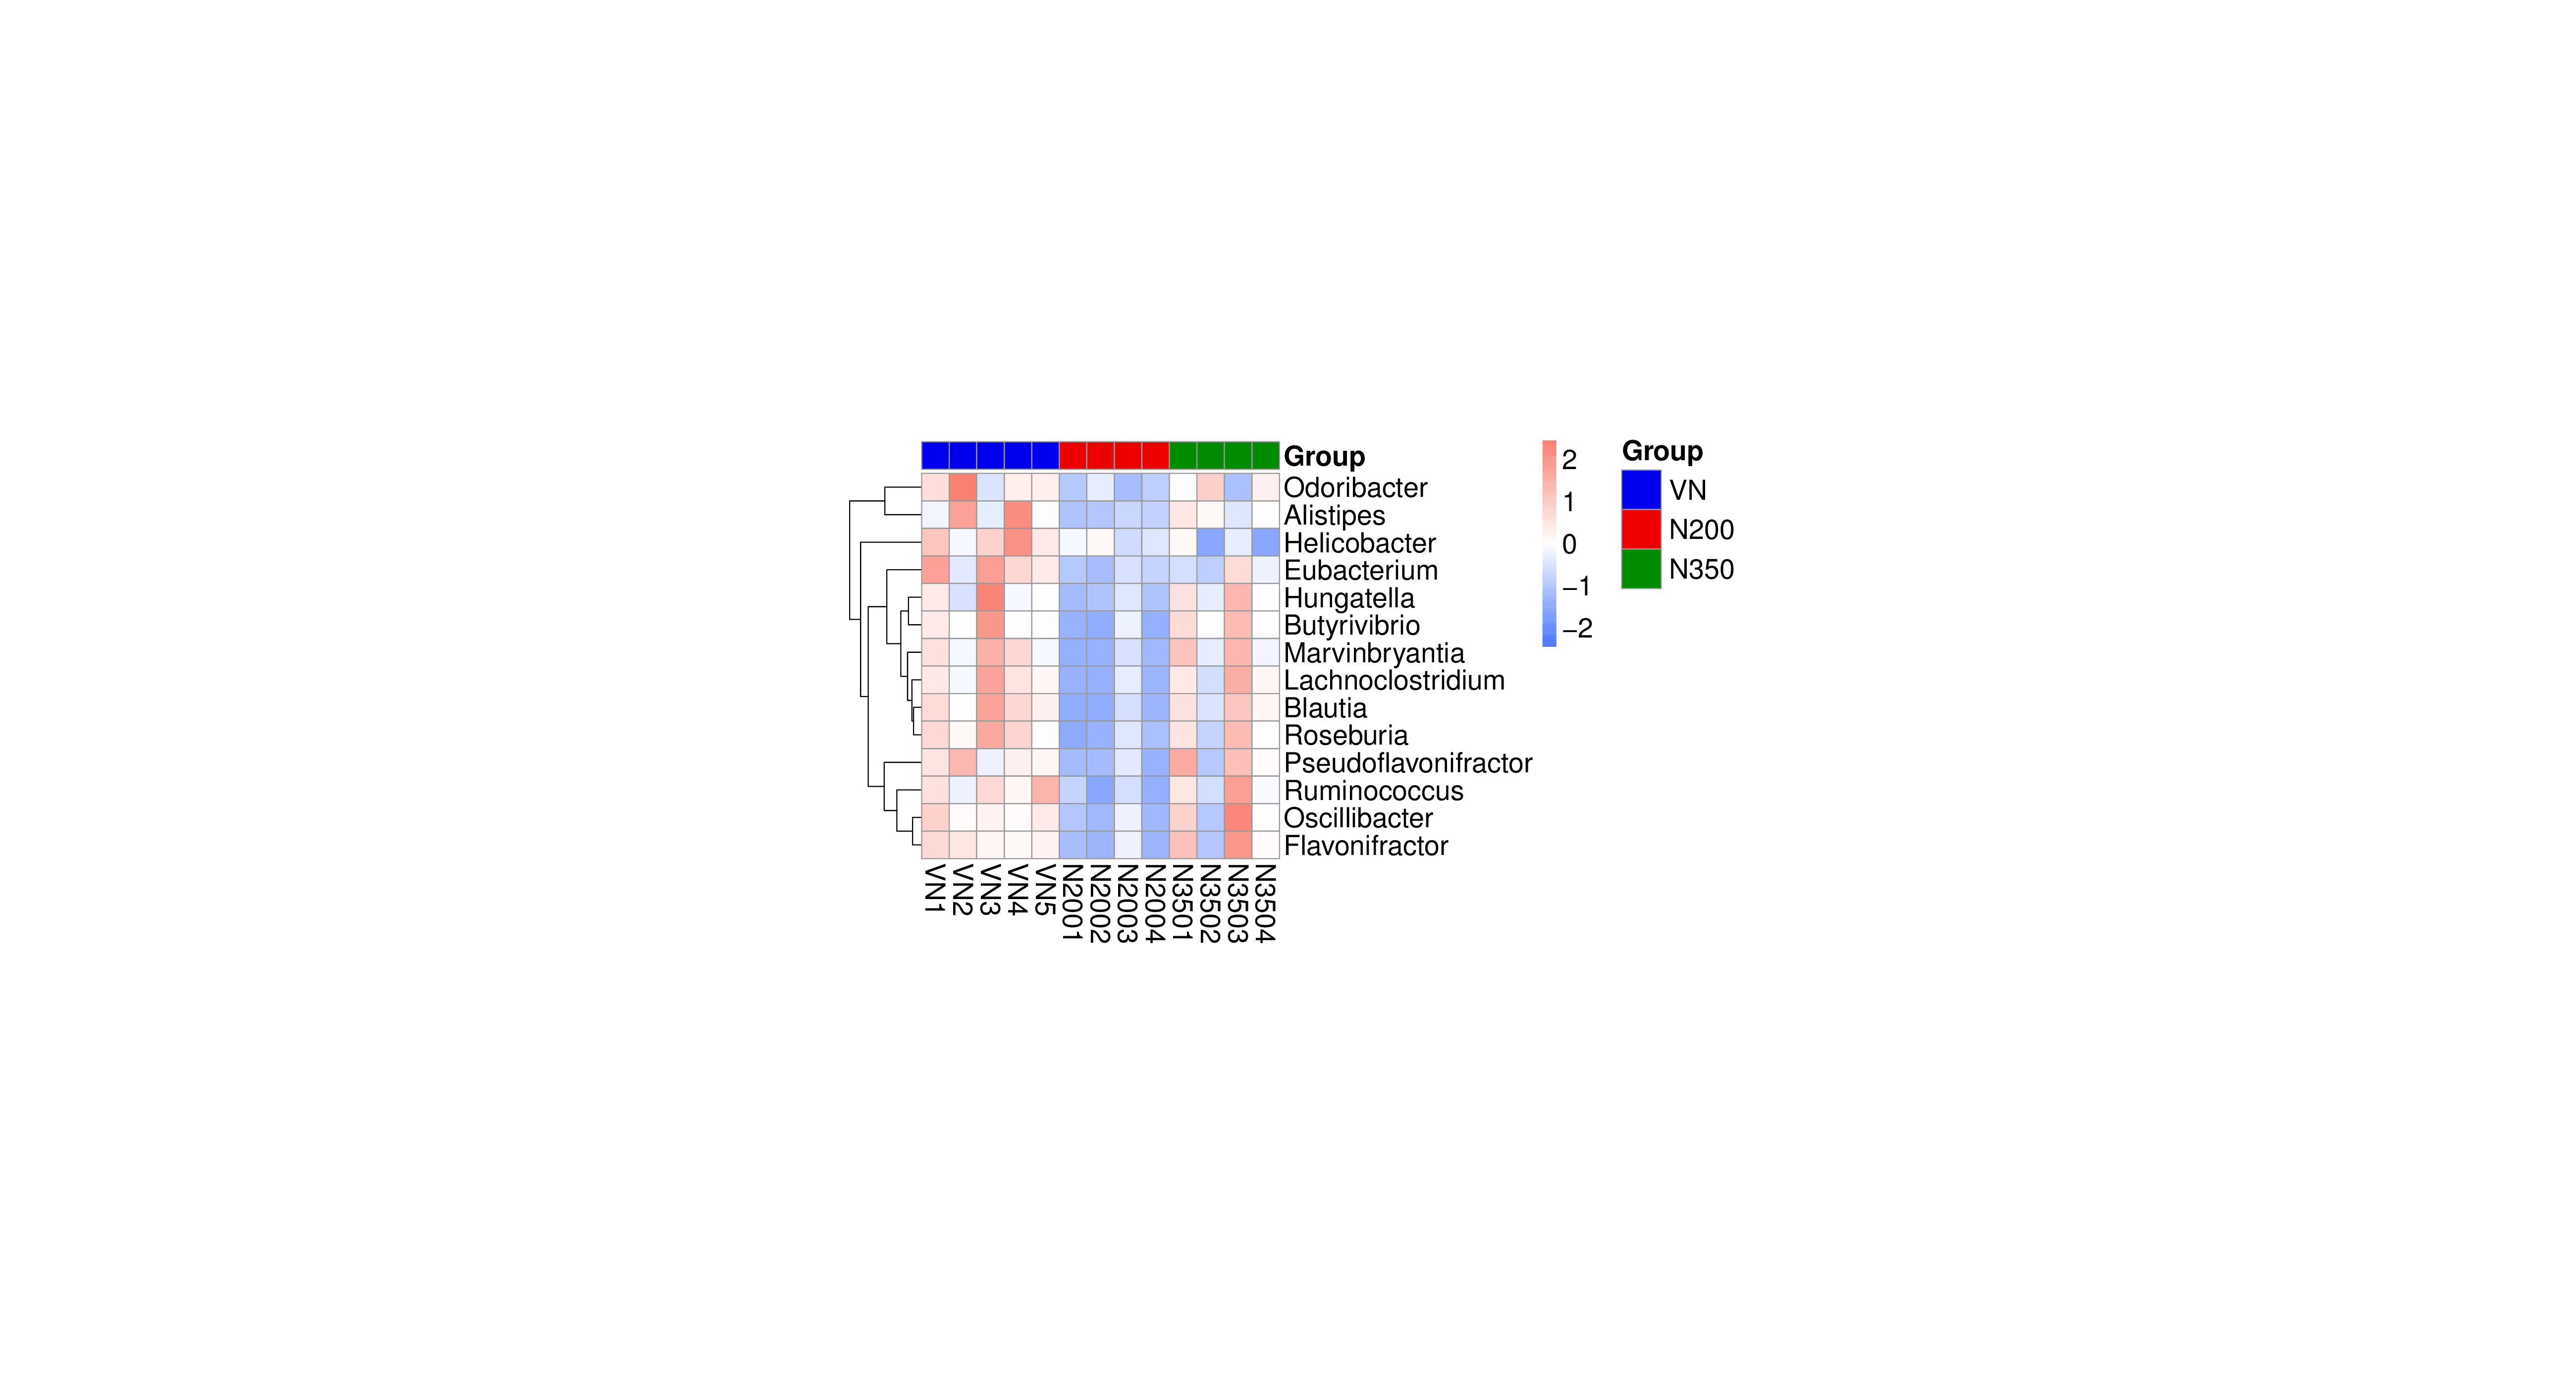 Group
Odoribacter
Alistipes
Helicobacter
Eubacterium
Hungatella
Butyrivibrio
Marvinbryantia
Lachnoclostridium
Blautia
Roseburia
Pseudoflavonifractor
Ruminococcus
Oscillibacter
Flavonifractor
VN1
VN2
VN3
VN4
VN5
N2001
N2002
N2003
N2004
N3501
N3502
N3503
N3504
2
1
0
−1
−2
Group
VN
N200
N350